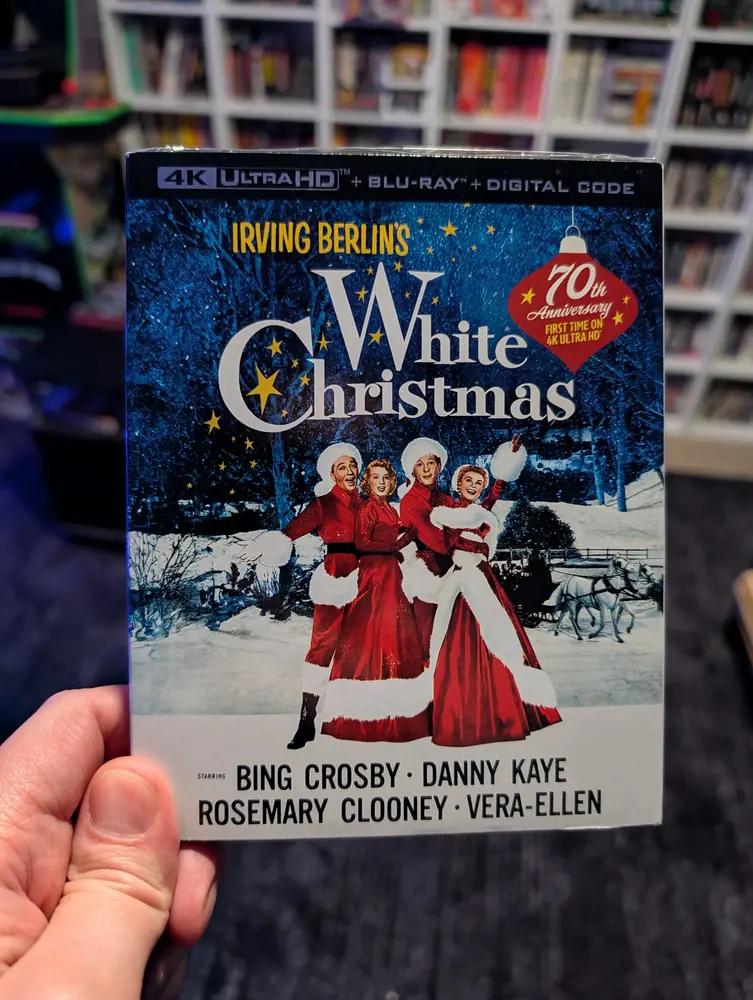 4K ULTRA HD™ + BLU-RAY™ + DIGITAL CODE
IRVING BERLIN'S
White
Christmas
70th
Anniversary
FIRST TIME ON
4K ULTRA HD™
STARRING BING CROSBY · DANNY KAYE
ROSEMARY CLOONEY · VERA-ELLEN